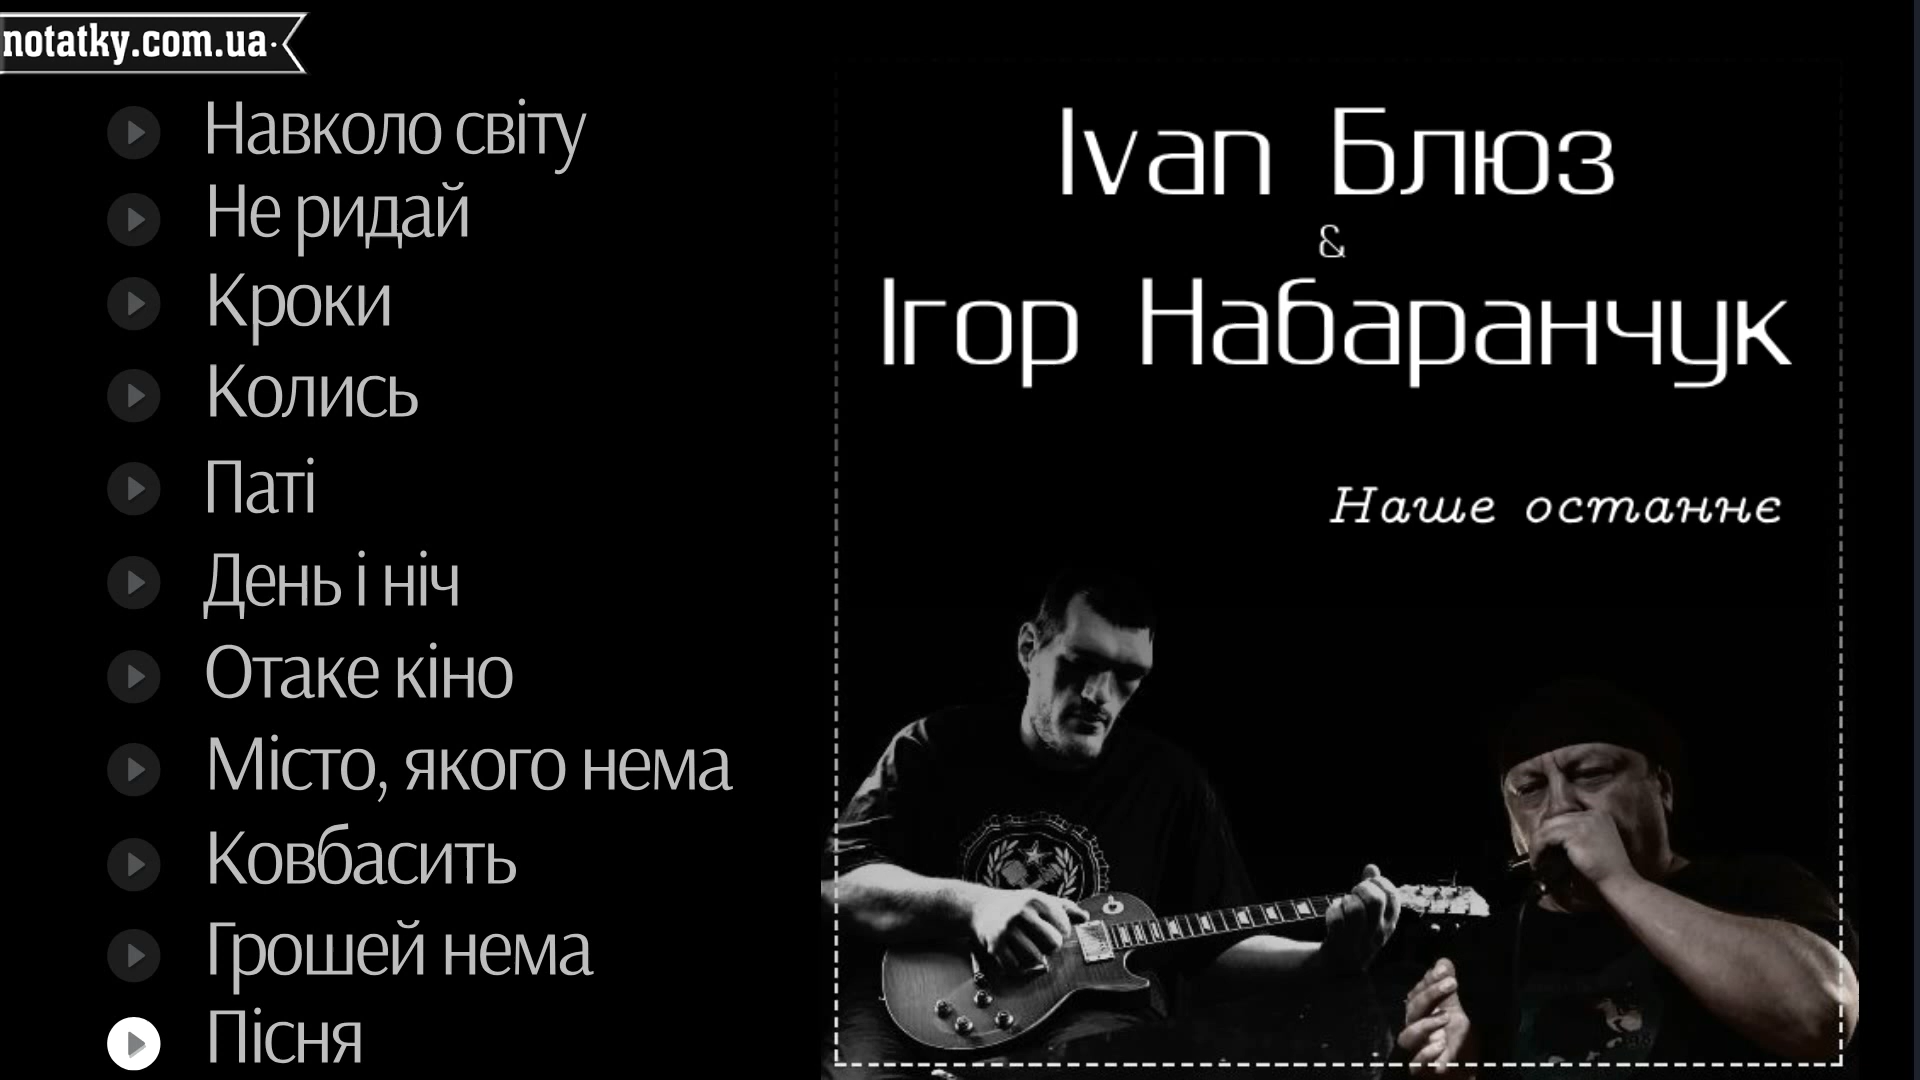 notatky.com.ua
Навколо світу
Не ридай
Кроки
Колись
Паті
День і ніч
Отаке кіно
Місто, якого нема
Ковбасить
Грошей нема
Пісня
Ivan Блюз
&
Ігор Набаранчук
Наше останнє